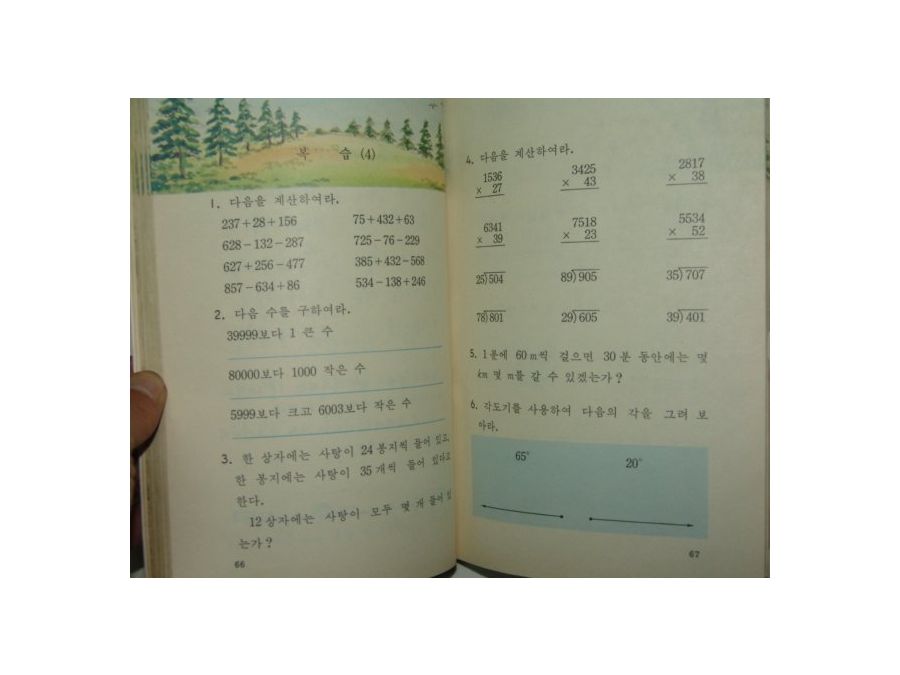 복 습 (4)
1. 다음을 계산하여라.
237+28+156 75+432+63
628-132-287 725-76-229
627+256-477 385+432-568
857-634+86 534-138+246
2. 다음 수를 구하여라.
39999보다 1 큰 수
80000보다 1000 작은 수
5999보다 크고 6003보다 작은 수
3. 한 상자에는 사탕이 24 봉지씩 들어 있고,
한 봉지에는 사탕이 35 개씩 들어 있다고
한다.
12 상자에는 사탕이 모두 몇 개 들어 있
는가?
66
4. 다음을 계산하여라.
1536 3425 2817
× 27 × 43 × 38
6341 7518 5534
× 39 × 23 × 52
25)504 89)905 35)707
78)801 29)605 39)401
5. 1분에 60 m씩 걸으면 30분 동안에는 몇
km 몇 m를 갈 수 있겠는가?
6. 각도기를 사용하여 다음의 각을 그려 보
아라.
65° 20°
67